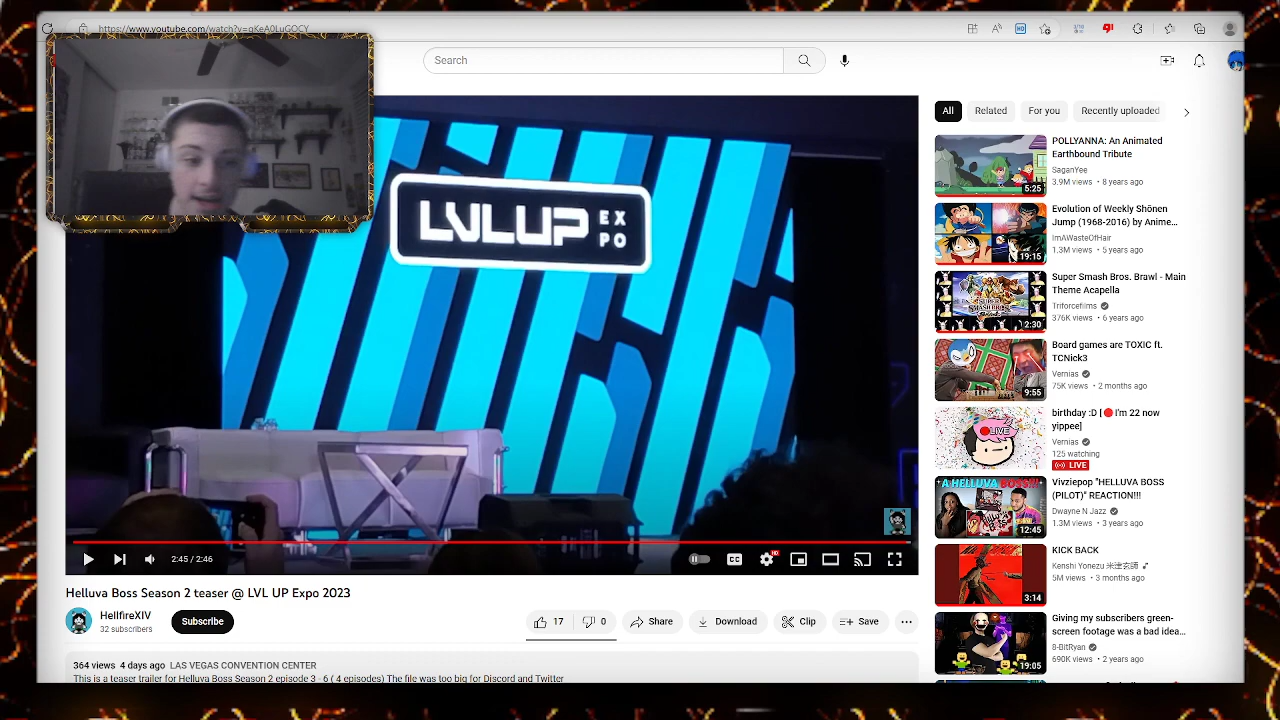 https://www.youtube.com/watch?v=qKeA0LuGOCY
Search
LVLUP EX
PO
2:45 / 2:46
CC
HD
Helluva Boss Season 2 teaser @ LVL UP Expo 2023
HellfireXIV
32 subscribers
Subscribe
17
0
Share
Download
Clip
Save
364 views 4 days ago LAS VEGAS CONVENTION CENTER
This is a teaser trailer for Helluva Boss Season 2 episode 3 - 6 ( 4 episodes) The file was too big for Discord and Twitter
All
Related
For you
Recently uploaded
POLLYANNA: An Animated
Earthbound Tribute
SaganYee
3.9M views • 8 years ago
5:25
Evolution of Weekly Shōnen
Jump (1968-2016) by Anime...
ImAWasteOfHair
1.3M views • 5 years ago
19:15
Super Smash Bros. Brawl - Main
Theme Acapella
Triforcefilms
376K views • 6 years ago
2:30
Board games are TOXIC ft.
TCNick3
Vernias
75K views • 2 months ago
9:55
birthday :D [🔴I'm 22 now
yippee]
Vernias
125 watching
LIVE
LIVE
Vivziepop "HELLUVA BOSS
(PILOT)" REACTION!!!
Dwayne N Jazz
1.3M views • 3 years ago
A HELLUVA BOSS!!!
12:45
KICK BACK
Kenshi Yonezu 米津玄師
5M views • 3 months ago
3:14
Giving my subscribers green-
screen footage was a bad idea...
8-BitRyan
690K views • 2 years ago
19:05